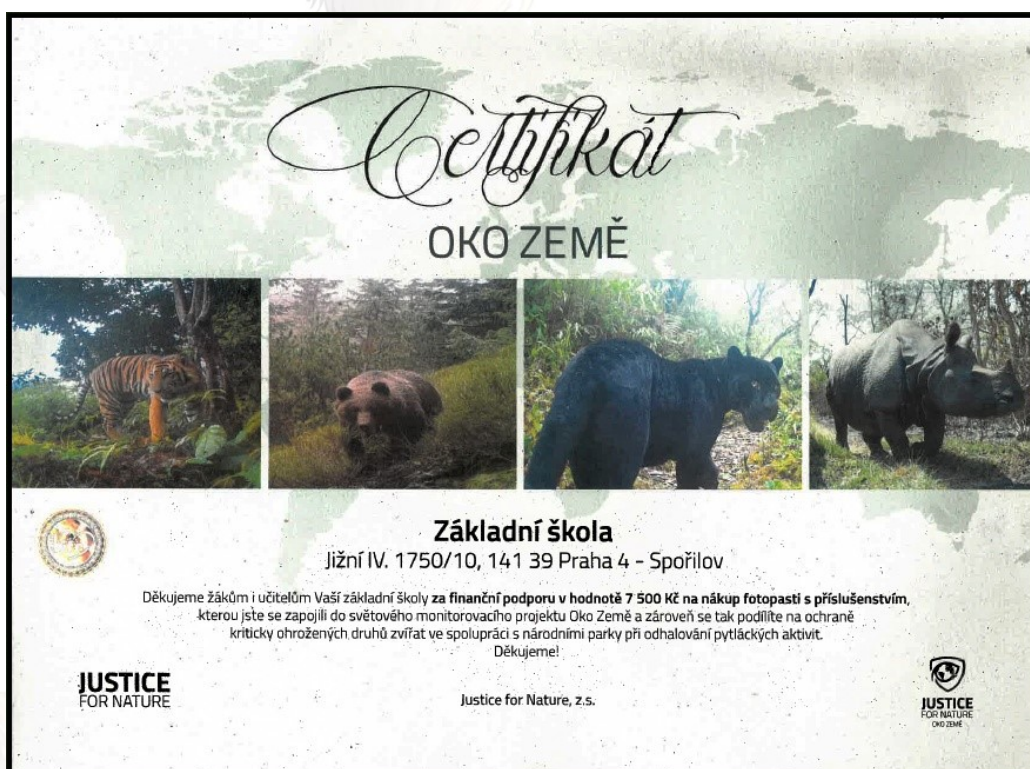 Certifikát
OKO ZEMĚ
Základní škola
Jižní IV. 1750/10, 141 39 Praha 4 - Spořilov
Děkujeme žákům i učitelům Vaší základní školy za finanční podporu v hodnotě 7 500 Kč na nákup fotopasti s příslušenstvím,
kterou jste se zapojili do světového monitorovacího projektu Oko Země a zároveň se tak podílíte na ochraně
kriticky ohrožených druhů zvířat ve spolupráci s národními parky při odhalování pytláckých aktivit.
Děkujeme!
JUSTICE
FOR NATURE
Justice for Nature, z.s.
JUSTICE
FOR NATURE
OKO ZEMĚ